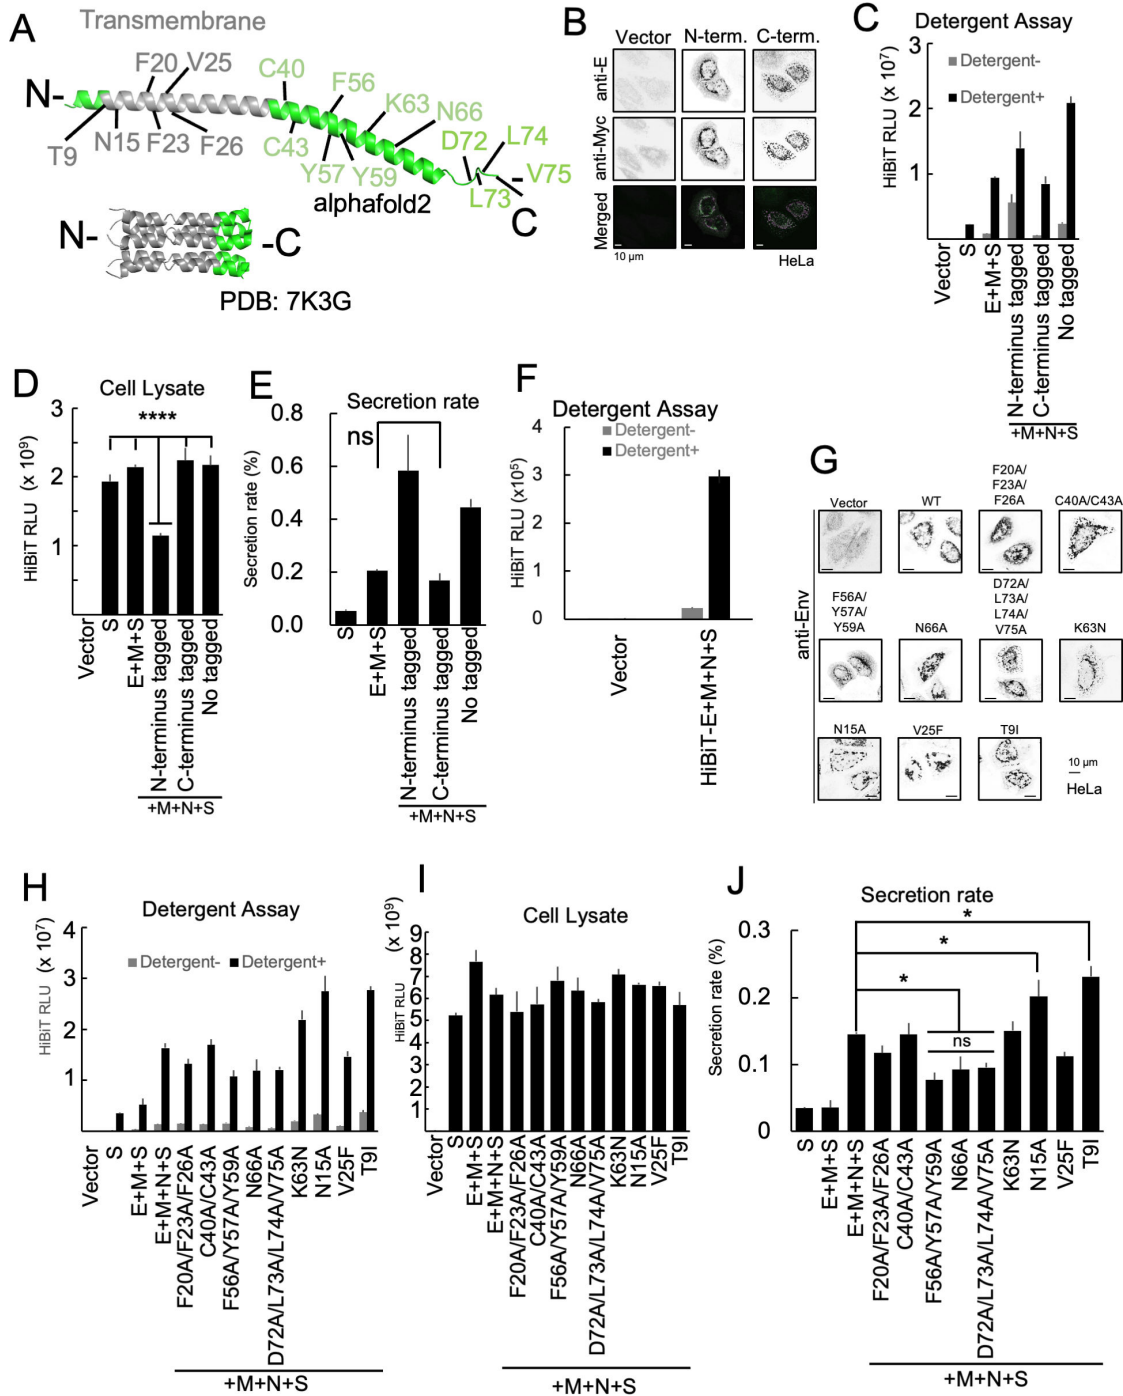 A
Transmembrane
F20 V25
C40
F56
K63
N66
D72
L74
N-
T9
N15
F23
F26
C43
Y57
Y59
L73
V75
C
alphafold2
N-
-C
PDB: 7K3G
B
Vector
N-term.
C-term.
anti-E
anti-Myc
Merged
10 µm
HeLa
C
Detergent Assay
HiBiT RLU (x 10⁷)
3
2
1
Detergent-
Detergent+
Vector
S
E+M+S
N-terminus tagged
C-terminus tagged
No tagged
+M+N+S
D
Cell Lysate
HiBiT RLU (x 10⁹)
3
2
1
****
Vector
S
E+M+S
N-terminus tagged
C-terminus tagged
No tagged
+M+N+S
E
Secretion rate
Secretion rate (%)
0.8
0.6
0.4
0.2
0.0
ns
S
E+M+S
N-terminus tagged
C-terminus tagged
No tagged
+M+N+S
F
Detergent Assay
Detergent-
Detergent+
HiBiT RLU (x10⁵)
4
3
2
1
0
Vector
HiBiT-E+M+N+S
G
anti-Env
Vector
WT
F20A/
F23A/
F26A
C40A/C43A
F56A/
Y57A/
Y59A
N66A
D72A/
L73A/
L74A/
V75A
K63N
N15A
V25F
T9I
10 µm
HeLa
H
Detergent Assay
HiBiT RLU (x 10⁷)
4
3
2
1
Detergent-
Detergent+
Vector
S
E+M+S
E+M+N+S
F20A/F23A/F26A
C40A/C43A
F56A/Y57A/Y59A
N66A
D72A/L73A/L74A/V75A
K63N
N15A
V25F
T9I
+M+N+S
I
Cell Lysate
HiBiT RLU (x 10⁹)
9
8
7
6
5
4
3
2
1
Vector
S
E+M+S
E+M+N+S
F20A/F23A/F26A
C40A/C43A
F56A/Y57A/Y59A
N66A
D72A/L73A/L74A/V75A
K63N
N15A
V25F
T9I
+M+N+S
J
Secretion rate
Secretion rate (%)
0.3
0.2
0.1
0
*
*
*
ns
S
E+M+S
E+M+N+S
F20A/F23A/F26A
C40A/C43A
F56A/Y57A/Y59A
N66A
D72A/L73A/L74A/V75A
K63N
N15A
V25F
T9I
+M+N+S